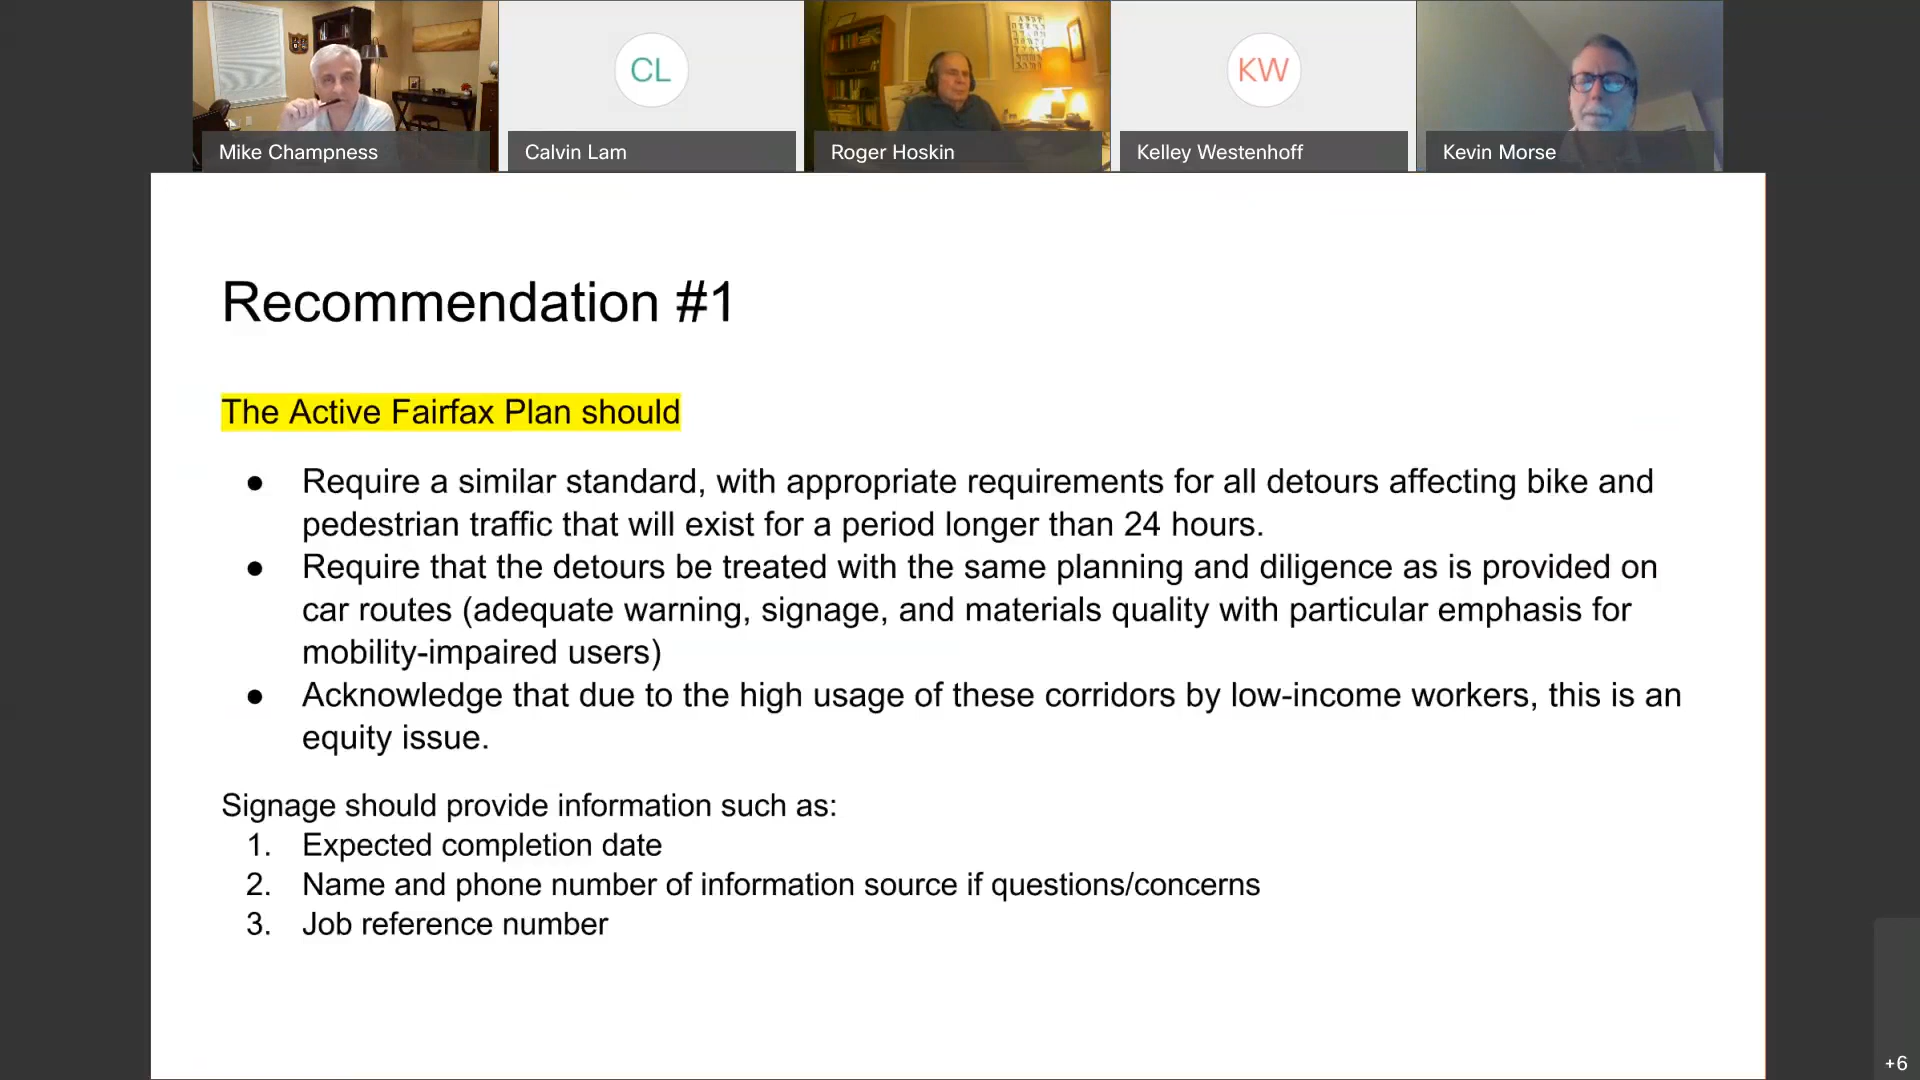 CL
KW
Mike Champness
Calvin Lam
Roger Hoskin
Kelley Westenhoff
Kevin Morse
Recommendation #1
The Active Fairfax Plan should
● Require a similar standard, with appropriate requirements for all detours affecting bike and
pedestrian traffic that will exist for a period longer than 24 hours.
● Require that the detours be treated with the same planning and diligence as is provided on
car routes (adequate warning, signage, and materials quality with particular emphasis for
mobility-impaired users)
● Acknowledge that due to the high usage of these corridors by low-income workers, this is an
equity issue.
Signage should provide information such as:
1. Expected completion date
2. Name and phone number of information source if questions/concerns
3. Job reference number
+6